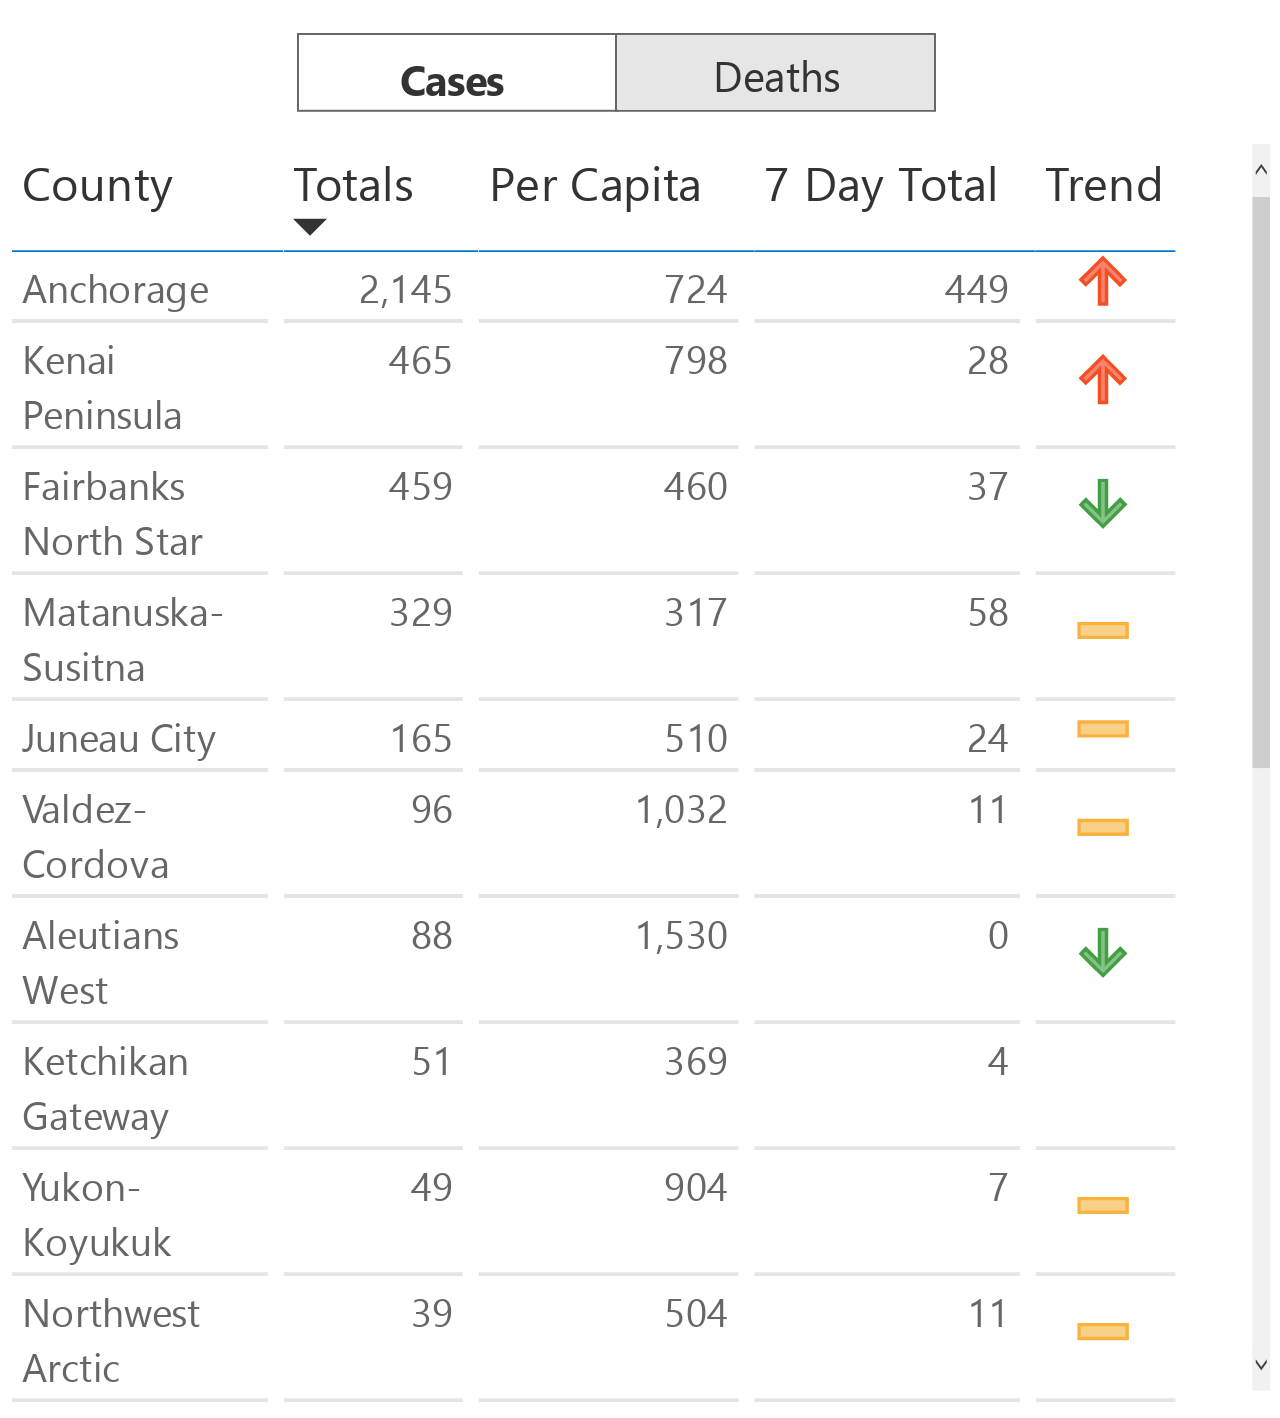 Cases Deaths
County Totals Per Capita 7 Day Total Trend
Anchorage 2,145 724 449
Kenai 465 798 28
Peninsula
Fairbanks 459 460 37
North Star
Matanuska- 329 317 58
Susitna
Juneau City 165 510 24
Valdez- 96 1,032 11
Cordova
Aleutians 88 1,530 0
West
Ketchikan 51 369 4
Gateway
Yukon- 49 904 7
Koyukuk
Northwest 39 504 11
Arctic